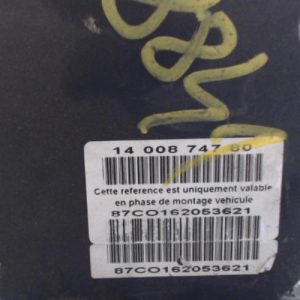 14 008 747 80
Cette reference est uniquement valable
en phase de montage vehicule
87CO162053621
87CO162053621